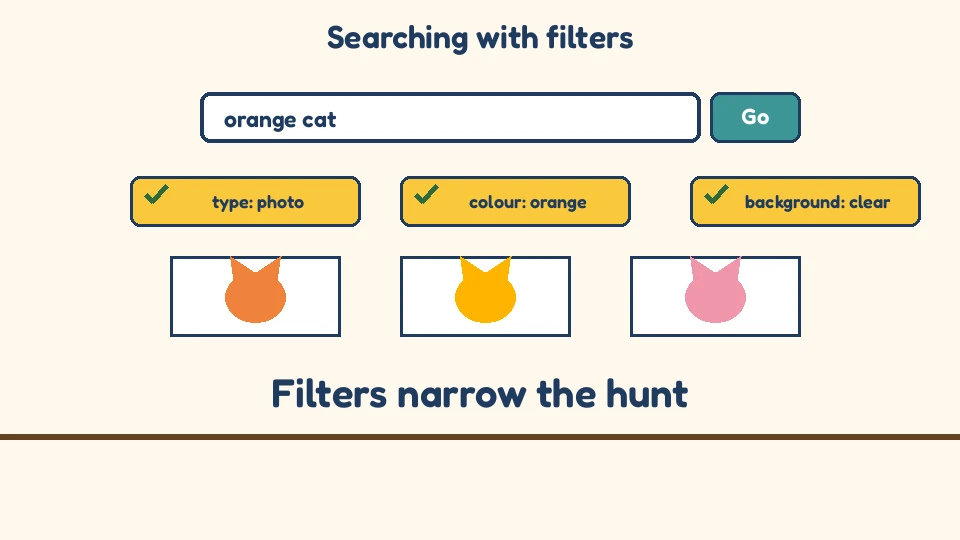 Searching with filters
orange cat
Go
type: photo
colour: orange
background: clear
Filters narrow the hunt